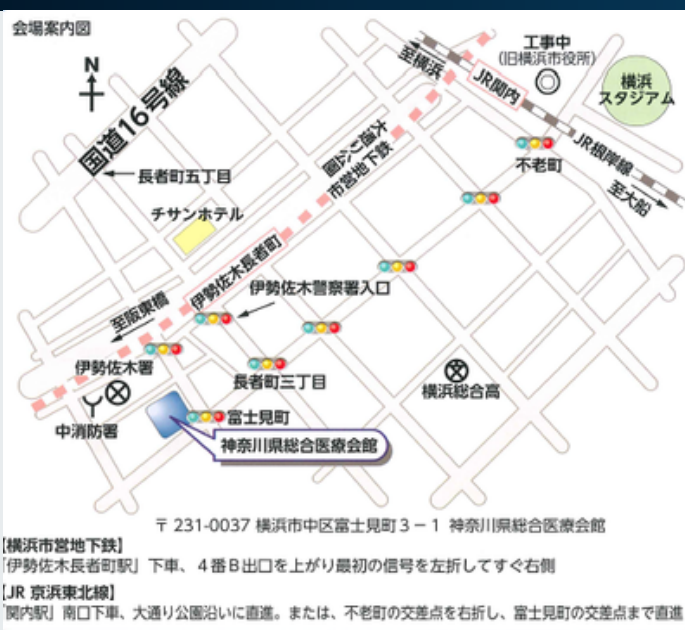 会場案内図
N
国道16号線
長者町五丁目
チサンホテル
大通り公園
市営地下鉄
至横浜
JR関内
工事中
(旧横浜市役所)
横浜
スタジアム
JR根岸線
至大船
不老町
伊勢佐木長者町
至阪東橋
伊勢佐木警察署入口
伊勢佐木署
長者町三丁目
横浜総合高
中消防署
富士見町
神奈川県総合医療会館
〒 231-0037 横浜市中区富士見町3-1 神奈川県総合医療会館
【横浜市営地下鉄】
「伊勢佐木長者町駅」下車、4番B出口を上がり最初の信号を左折してすぐ右側
【JR 京浜東北線】
「関内駅」南口下車、大通り公園沿いに直進。または、不老町の交差点を右折し、富士見町の交差点まで直進